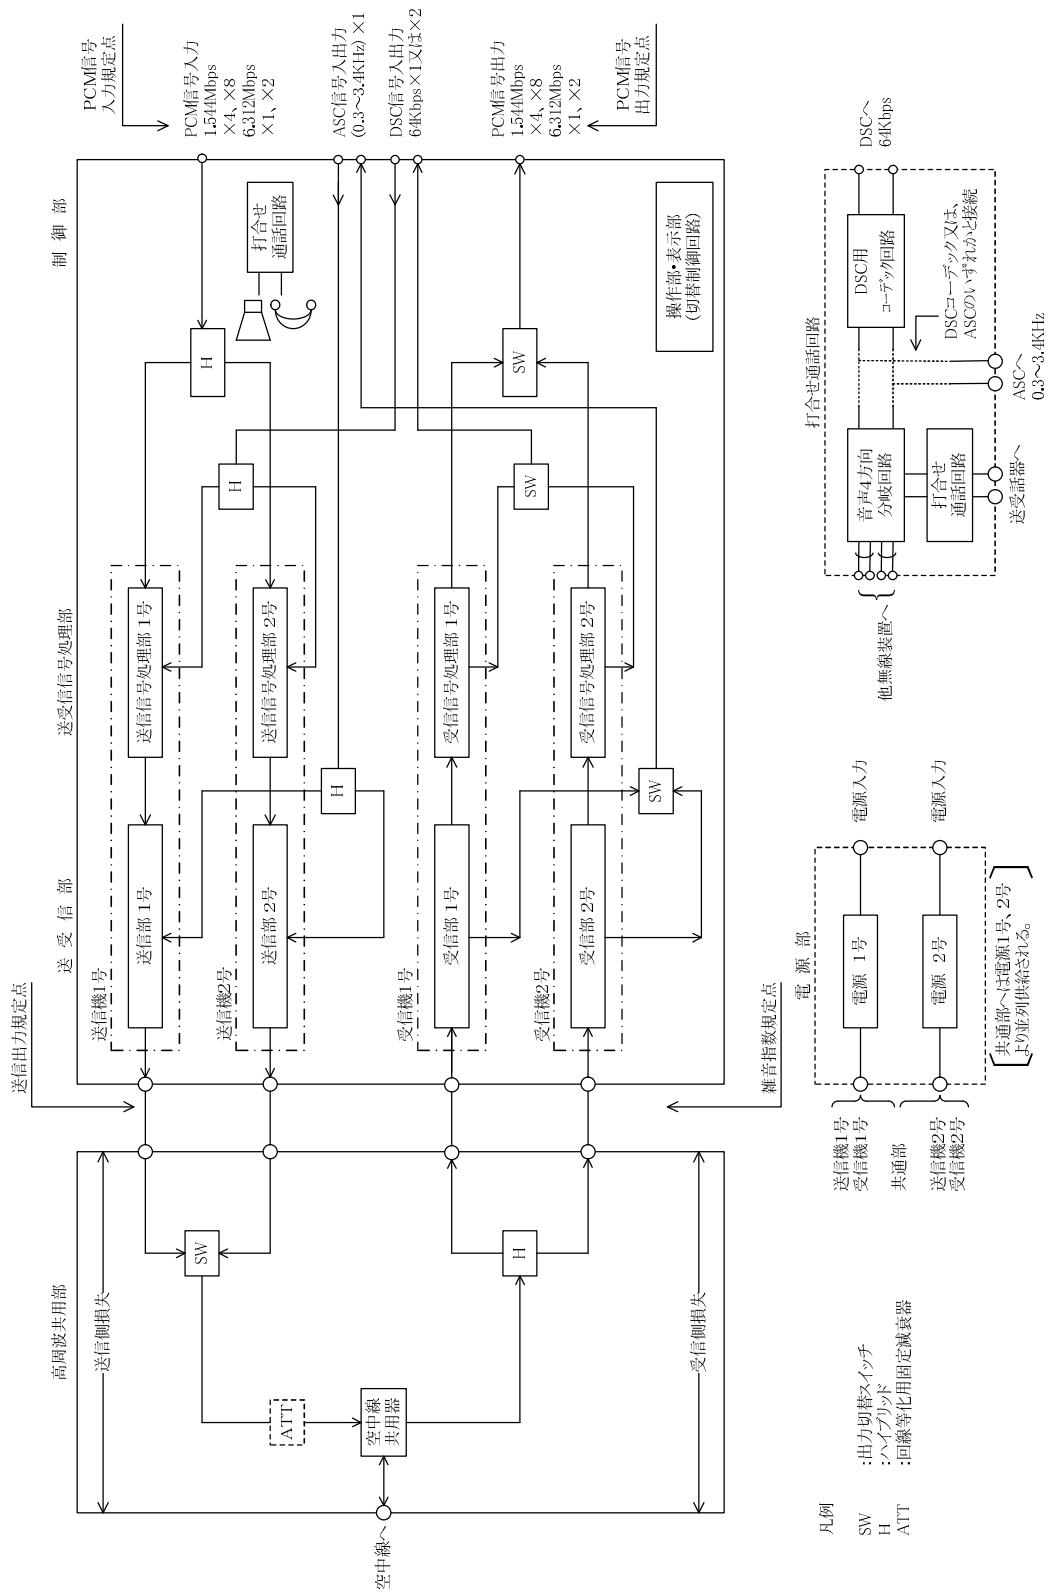 高周波共用部
送信側損失
受信側損失
空中線へ
空中線
共用器
ATT
SW
H
送信出力規定点
雑音指数規定点
送 受 信 部
送受信信号処理部
制 御 部
送信機1号
送信部 1号
送信信号処理部 1号
送信機2号
送信部 2号
送信信号処理部 2号
受信機1号
受信部 1号
受信信号処理部 1号
受信機2号
受信部 2号
受信信号処理部 2号
H
H
H
SW
SW
SW
打合せ
通話回路
操作部・表示部
(切替制御回路)
PCM信号
入力規定点
PCM信号入力
1.544Mbps
×4、×8
6.312Mbps
×1、×2
ASC信号入出力
(0.3～3.4KHz) ×1
DSC信号入出力
64Kbps×1又は×2
PCM信号出力
1.544Mbps
×4、×8
6.312Mbps
×1、×2
PCM信号
出力規定点
凡例
SW :出力切替スイッチ
H :ハイブリッド
ATT :回線等化用固定減衰器
電 源 部
送信機1号
受信機1号
共通部
送信機2号
受信機2号
電源 1号
電源 2号
電源入力
電源入力
共通部へは電源1号、2号
より並列供給される。
打合せ通話回路
他無線装置へ
音声4方向
分岐回路
打合せ
通話回路
送受話器へ
DSC用
コーデック回路
DSCコーデック又は、
ASCのいずれかと接続
ASCへ
0.3～3.4KHz
DSCへ
64Kbps